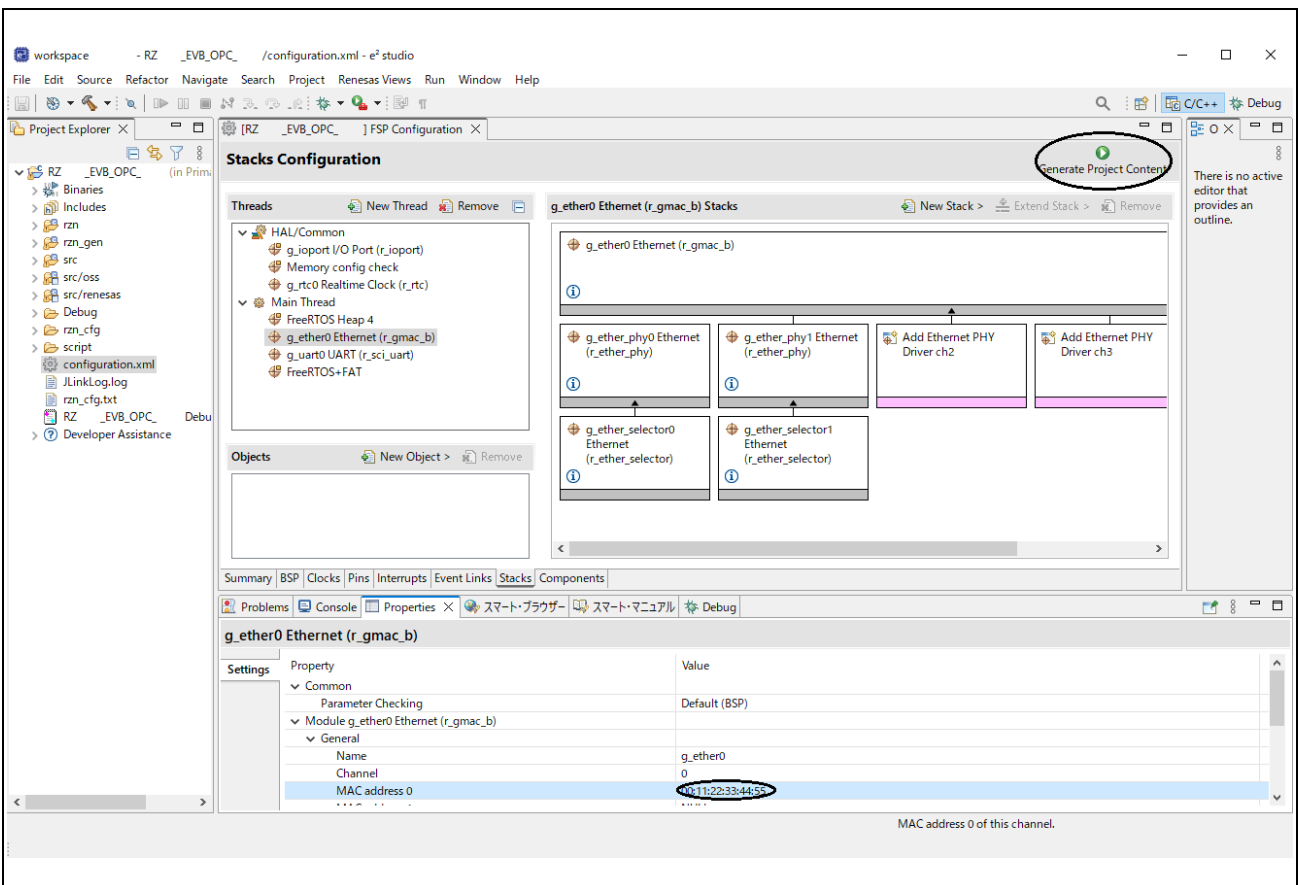 workspace - RZ _EVB_OPC_ /configuration.xml - e² studio
File Edit Source Refactor Navigate Search Project Renesas Views Run Window Help
C/C++ Debug
Project Explorer
[RZ _EVB_OPC_ ] FSP Configuration
O
RZ _EVB_OPC_ (in Prima
Binaries
Includes
rzn
rzn_gen
src
src/oss
src/renesas
Debug
rzn_cfg
script
configuration.xml
JLinkLog.log
rzn_cfg.txt
RZ _EVB_OPC_ Debu
Developer Assistance
Stacks Configuration
Generate Project Content
Threads
New Thread
Remove
HAL/Common
g_ioport I/O Port (r_ioport)
Memory config check
g_rtc0 Realtime Clock (r_rtc)
Main Thread
FreeRTOS Heap 4
g_ether0 Ethernet (r_gmac_b)
g_uart0 UART (r_sci_uart)
FreeRTOS+FAT
Objects
New Object >
Remove
g_ether0 Ethernet (r_gmac_b) Stacks
New Stack >
Extend Stack >
Remove
g_ether0 Ethernet (r_gmac_b)
g_ether_phy0 Ethernet
(r_ether_phy)
g_ether_phy1 Ethernet
(r_ether_phy)
Add Ethernet PHY
Driver ch2
Add Ethernet PHY
Driver ch3
g_ether_selector0
Ethernet
(r_ether_selector)
g_ether_selector1
Ethernet
(r_ether_selector)
There is no active
editor that
provides an
outline.
Summary BSP Clocks Pins Interrupts Event Links Stacks Components
Problems Console Properties スマート・ブラウザー スマート・マニュアル Debug
g_ether0 Ethernet (r_gmac_b)
Settings
Property Value
Common
Parameter Checking Default (BSP)
Module g_ether0 Ethernet (r_gmac_b)
General
Name g_ether0
Channel 0
MAC address 0 00:11:22:33:44:55
MAC address 0 of this channel.